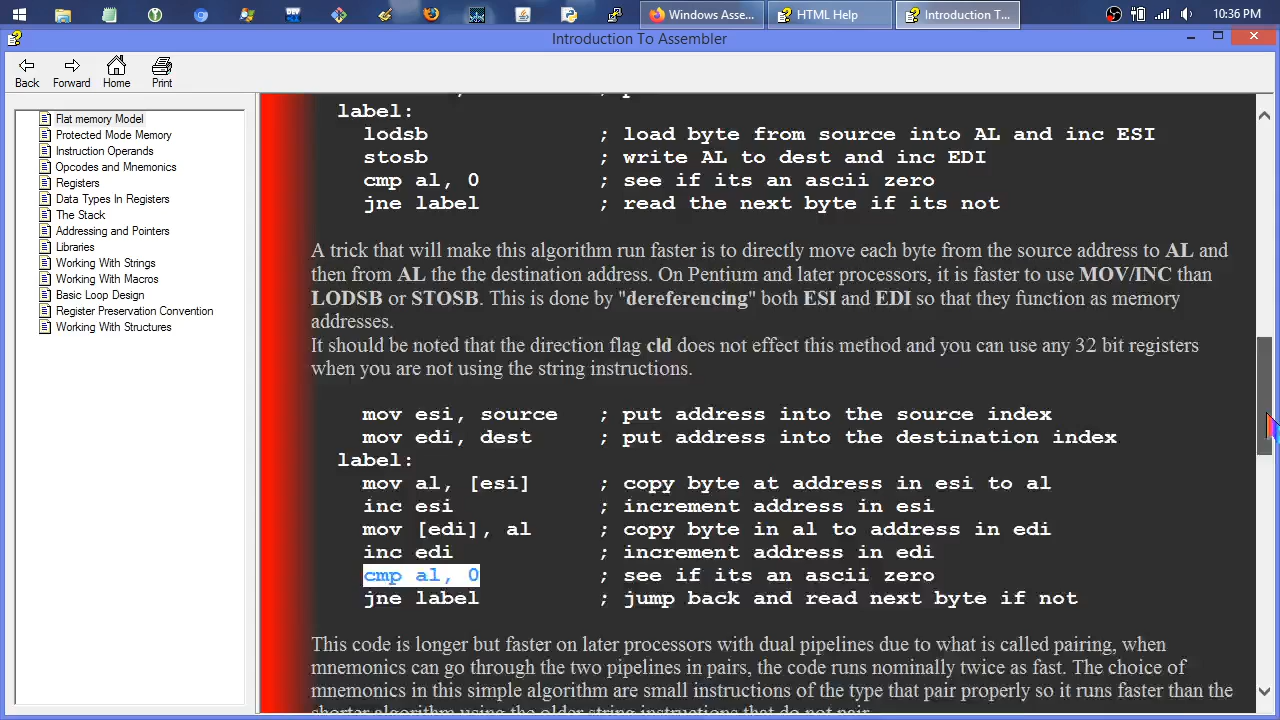 Windows Asse...
HTML Help
Introduction T...
10:36 PM
Introduction To Assembler
Back
Forward
Home
Print
Flat memory Model
Protected Mode Memory
Instruction Operands
Opcodes and Mnemonics
Registers
Data Types In Registers
The Stack
Addressing and Pointers
Libraries
Working With Strings
Working With Macros
Basic Loop Design
Register Preservation Convention
Working With Structures
label:
lodsb ; load byte from source into AL and inc ESI
stosb ; write AL to dest and inc EDI
cmp al, 0 ; see if its an ascii zero
jne label ; read the next byte if its not
A trick that will make this algorithm run faster is to directly move each byte from the source address to AL and
then from AL the the destination address. On Pentium and later processors, it is faster to use MOV/INC than
LODSB or STOSB. This is done by "dereferencing" both ESI and EDI so that they function as memory
addresses.
It should be noted that the direction flag cld does not effect this method and you can use any 32 bit registers
when you are not using the string instructions.
mov esi, source ; put address into the source index
mov edi, dest ; put address into the destination index
label:
mov al, [esi] ; copy byte at address in esi to al
inc esi ; increment address in esi
mov [edi], al ; copy byte in al to address in edi
inc edi ; increment address in edi
cmp al, 0 ; see if its an ascii zero
jne label ; jump back and read next byte if not
This code is longer but faster on later processors with dual pipelines due to what is called pairing, when
mnemonics can go through the two pipelines in pairs, the code runs nominally twice as fast. The choice of
mnemonics in this simple algorithm are small instructions of the type that pair properly so it runs faster than the
shorter algorithm using the older string instructions that do not pair.